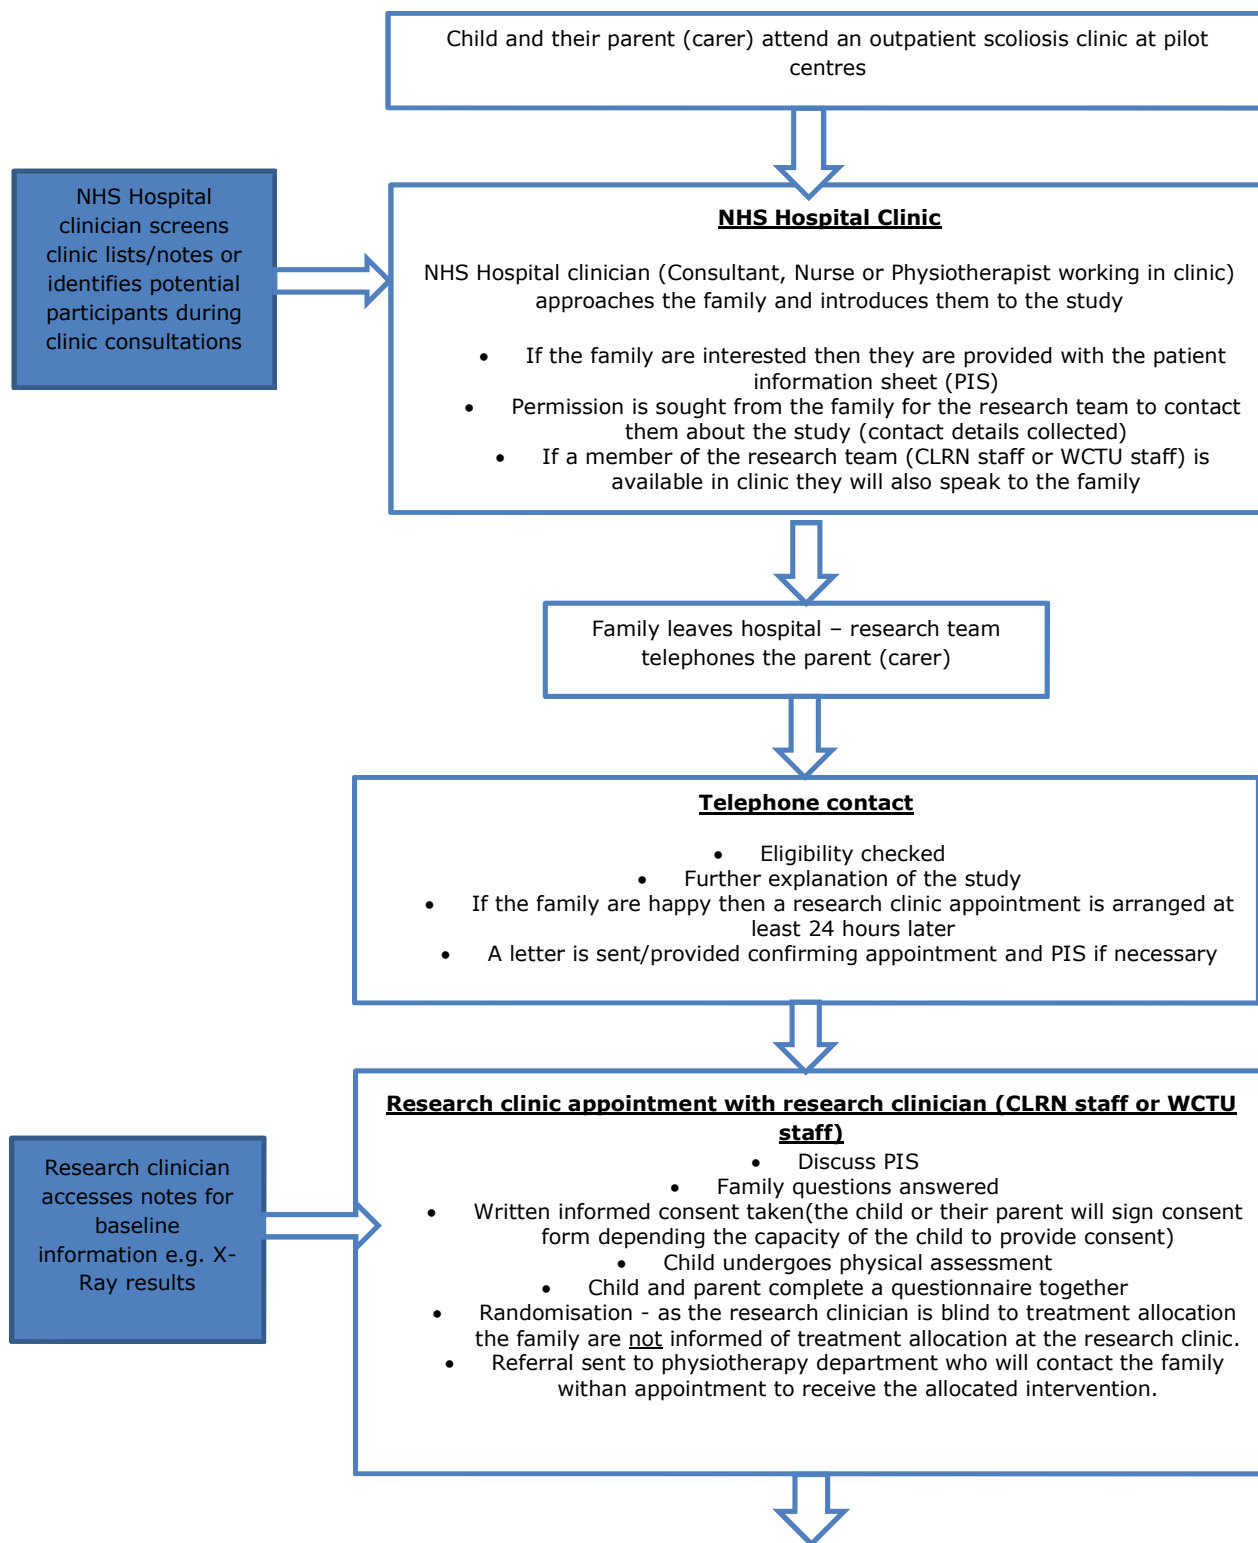 Child and their parent (carer) attend an outpatient scoliosis clinic at pilot
centres
NHS Hospital
clinician screens
clinic lists/notes or
identifies potential
participants during
clinic consultations
NHS Hospital Clinic
NHS Hospital clinician (Consultant, Nurse or Physiotherapist working in clinic)
approaches the family and introduces them to the study
• If the family are interested then they are provided with the patient
information sheet (PIS)
• Permission is sought from the family for the research team to contact
them about the study (contact details collected)
• If a member of the research team (CLRN staff or WCTU staff) is
available in clinic they will also speak to the family
Family leaves hospital – research team
telephones the parent (carer)
Telephone contact
• Eligibility checked
• Further explanation of the study
• If the family are happy then a research clinic appointment is arranged at
least 24 hours later
• A letter is sent/provided confirming appointment and PIS if necessary
Research clinician
accesses notes for
baseline
information e.g. X-
Ray results
Research clinic appointment with research clinician (CLRN staff or WCTU
staff)
• Discuss PIS
• Family questions answered
• Written informed consent taken(the child or their parent will sign consent
form depending the capacity of the child to provide consent)
• Child undergoes physical assessment
• Child and parent complete a questionnaire together
• Randomisation - as the research clinician is blind to treatment allocation
the family are not informed of treatment allocation at the research clinic.
• Referral sent to physiotherapy department who will contact the family
withan appointment to receive the allocated intervention.